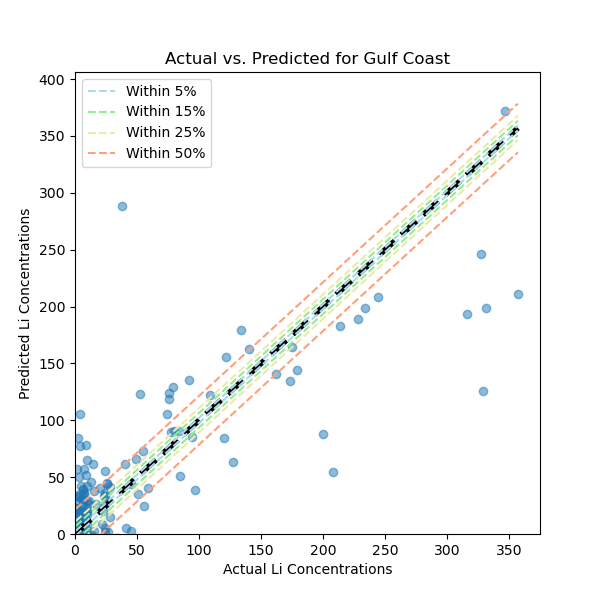 Actual vs. Predicted for Gulf Coast
Within 5%
Within 15%
Within 25%
Within 50%
Predicted Li Concentrations
400
350
300
250
200
150
100
50
0
0 50 100 150 200 250 300 350
Actual Li Concentrations